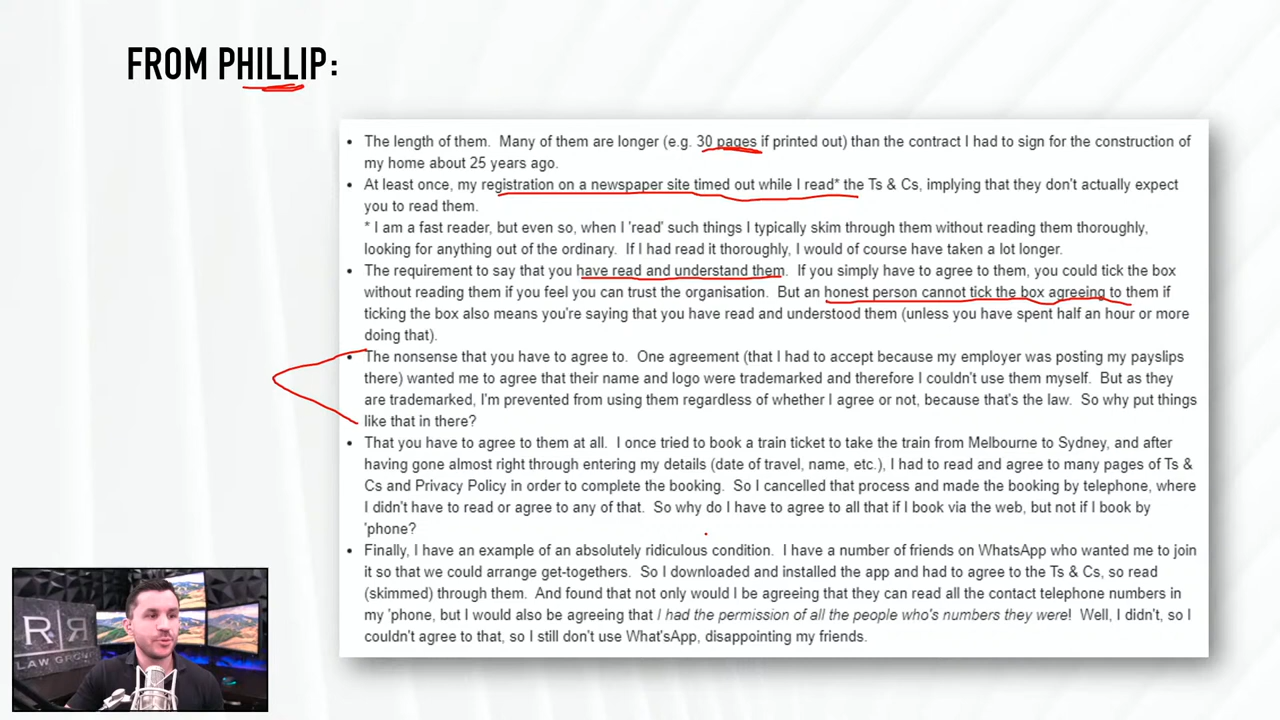 FROM PHILLIP:
• The length of them. Many of them are longer (e.g. 30 pages if printed out) than the contract I had to sign for the construction of
my home about 25 years ago.
• At least once, my registration on a newspaper site timed out while I read* the Ts & Cs, implying that they don't actually expect
you to read them.
* I am a fast reader, but even so, when I 'read' such things I typically skim through them without reading them thoroughly,
looking for anything out of the ordinary. If I had read it thoroughly, I would of course have taken a lot longer.
• The requirement to say that you have read and understand them. If you simply have to agree to them, you could tick the box
without reading them if you feel you can trust the organisation. But an honest person cannot tick the box agreeing to them if
ticking the box also means you're saying that you have read and understood them (unless you have spent half an hour or more
doing that).
• The nonsense that you have to agree to. One agreement (that I had to accept because my employer was posting my payslips
there) wanted me to agree that their name and logo were trademarked and therefore I couldn't use them myself. But as they
are trademarked, I'm prevented from using them regardless of whether I agree or not, because that's the law. So why put things
like that in there?
• That you have to agree to them at all. I once tried to book a train ticket to take the train from Melbourne to Sydney, and after
having gone almost right through entering my details (date of travel, name, etc.), I had to read and agree to many pages of Ts &
Cs and Privacy Policy in order to complete the booking. So I cancelled that process and made the booking by telephone, where
I didn't have to read or agree to any of that. So why do I have to agree to all that if I book via the web, but not if I book by
'phone?
• Finally, I have an example of an absolutely ridiculous condition. I have a number of friends on WhatsApp who wanted me to join
it so that we could arrange get-togethers. So I downloaded and installed the app and had to agree to the Ts & Cs, so read
(skimmed) through them. And found that not only would I be agreeing that they can read all the contact telephone numbers in
my 'phone, but I would also be agreeing that I had the permission of all the people who's numbers they were! Well, I didn't, so I
couldn't agree to that, so I still don't use What'sApp, disappointing my friends.
R|R
LAW GROUP